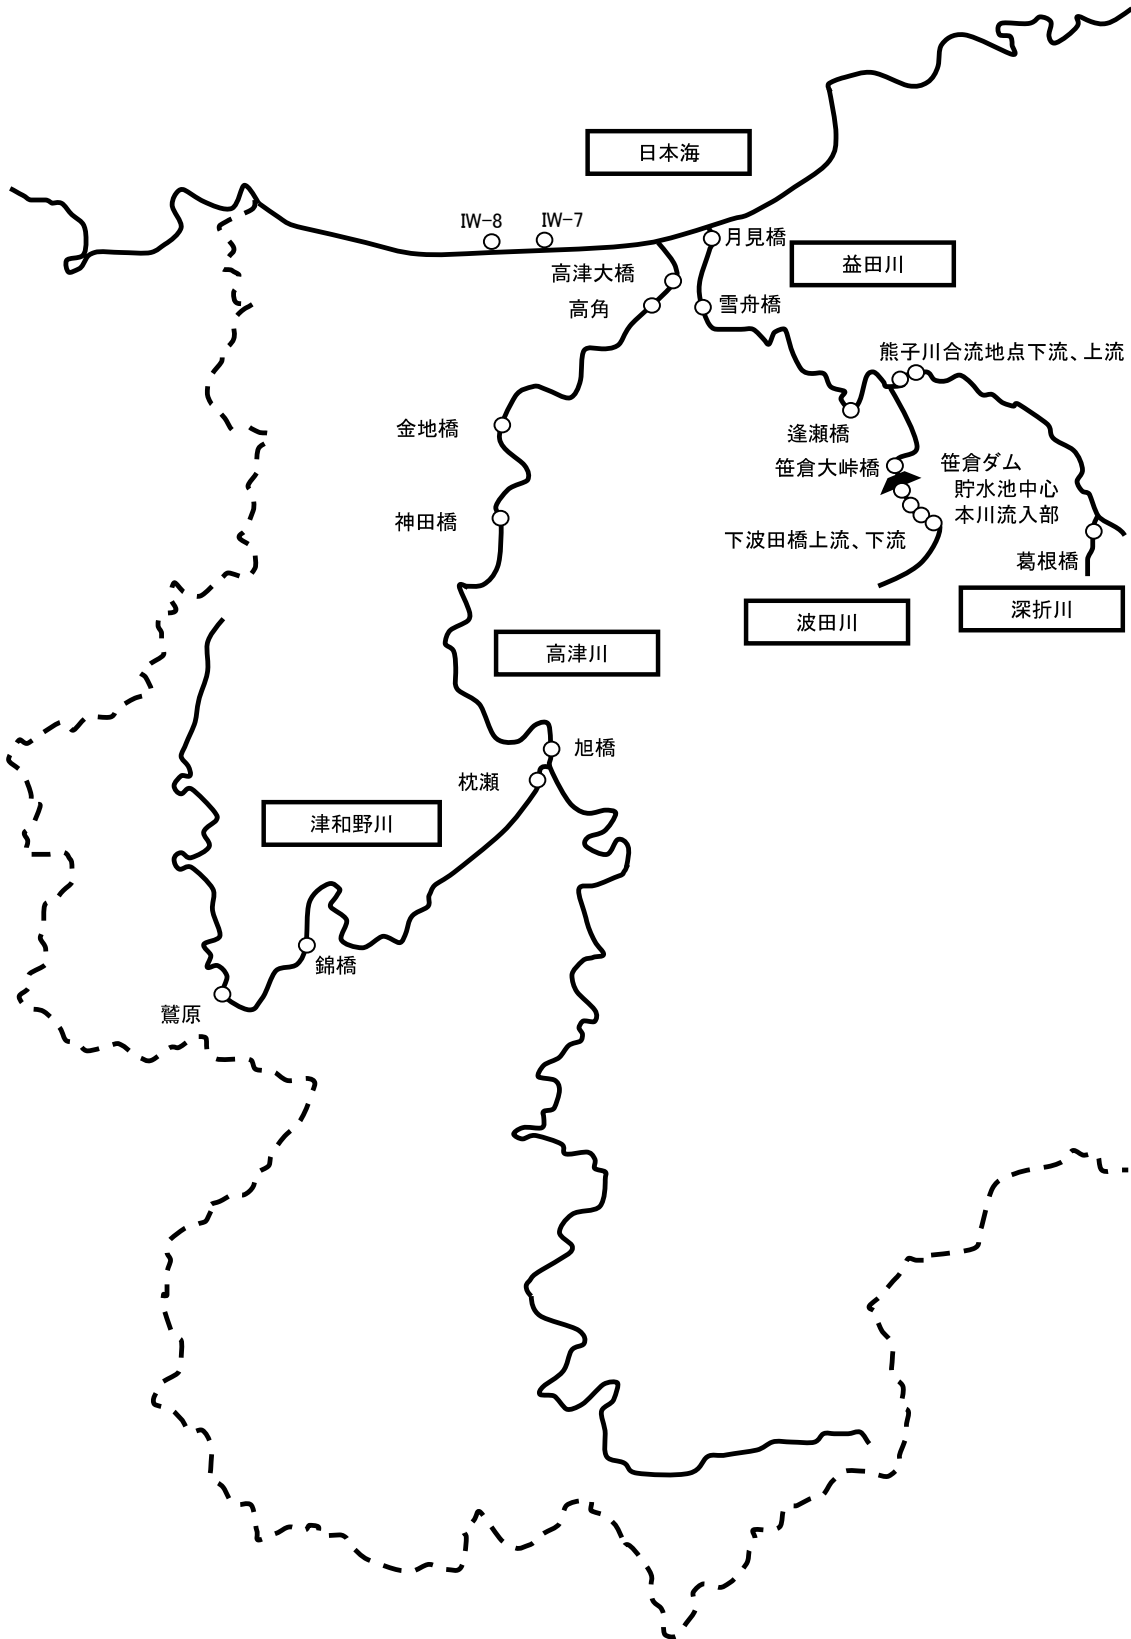 日本海
IW-8
IW-7
月見橋
益田川
高津大橋
高角
雪舟橋
熊子川合流地点下流、上流
金地橋
逢瀬橋
笹倉大峠橋
笹倉ダム
貯水池中心
本川流入部
神田橋
下波田橋上流、下流
葛根橋
深折川
波田川
高津川
旭橋
枕瀬
津和野川
錦橋
鷲原